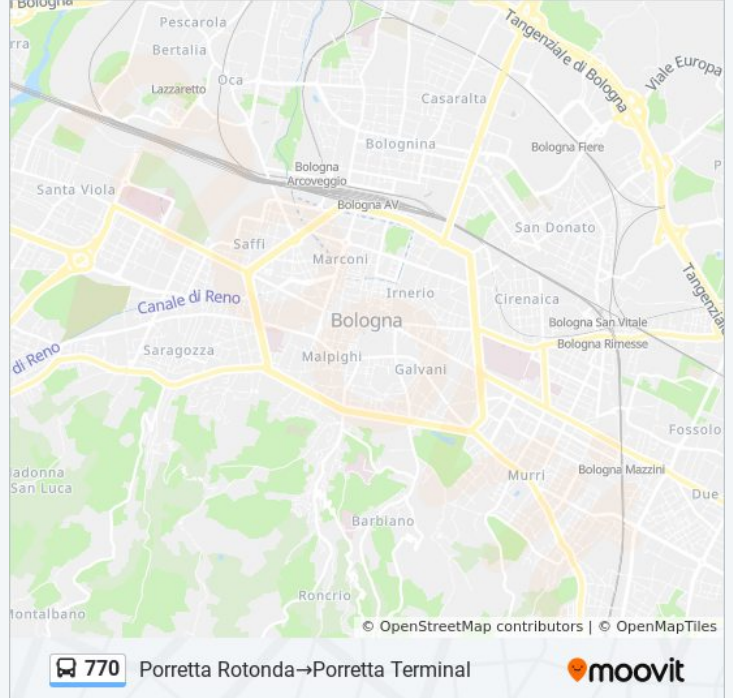 Bologna
Pescarola
Bertalia
Lazzaretto
Oca
Tangenziale di Bologna
Viale Europa
Casaralta
Bolognina
Bologna Fiere
Bologna
Arcoveggio
Santa Viola
Bologna AV
San Donato
Saffi
Marconi
Tangenziale
Irnerio
Cirenaica
Canale di Reno
Bologna
Bologna San Vitale
Bologna Rimesse
di Reno
Saragozza
Malpighi
Galvani
Fossolo
adonna
San Luca
Murri
Bologna Mazzini
Due
Barbiano
Roncrio
Montalbano
© OpenStreetMap contributors | © OpenMapTiles
770 Porretta Rotonda→Porretta Terminal moovit